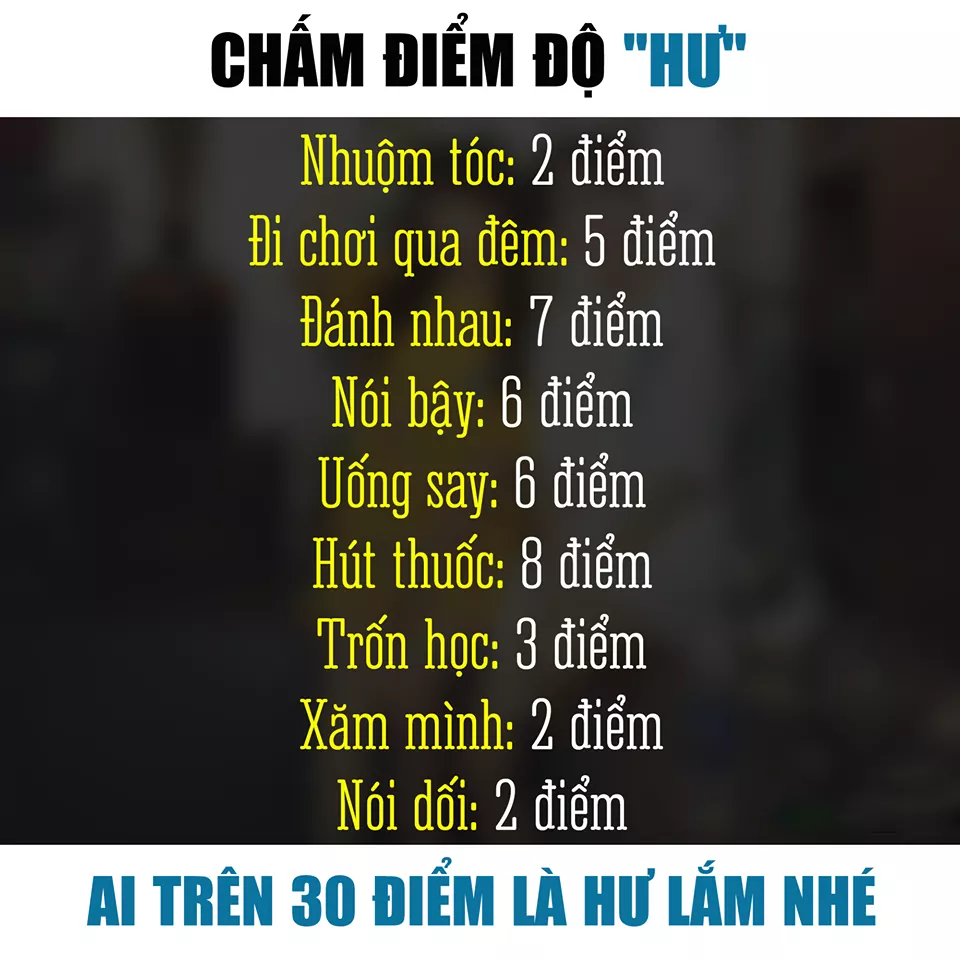 CHẤM ĐIỂM ĐỘ "HƯ"
Nhuộm tóc: 2 điểm
Đi chơi qua đêm: 5 điểm
Đánh nhau: 7 điểm
Nói bậy: 6 điểm
Uống say: 6 điểm
Hút thuốc: 8 điểm
Trốn học: 3 điểm
Xăm mình: 2 điểm
Nói dối: 2 điểm
AI TRÊN 30 ĐIỂM LÀ HƯ LẮM NHÉ